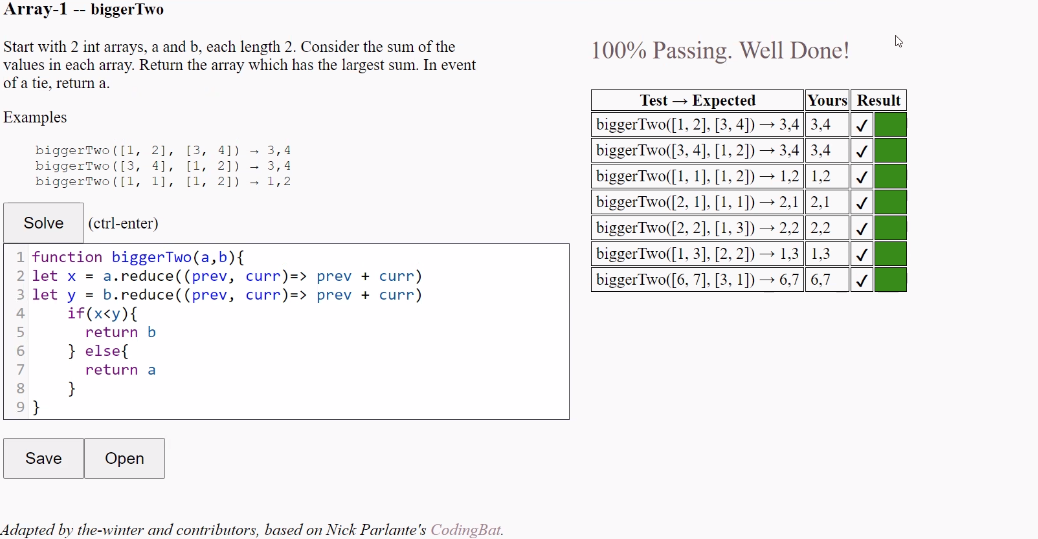 Array-1 -- biggerTwo
Start with 2 int arrays, a and b, each length 2. Consider the sum of the
values in each array. Return the array which has the largest sum. In event
of a tie, return a.
Examples
biggerTwo([1, 2], [3, 4]) → 3,4
biggerTwo([3, 4], [1, 2]) → 3,4
biggerTwo([1, 1], [1, 2]) → 1,2
Solve (ctrl-enter)
1 function biggerTwo(a,b){
2 let x = a.reduce((prev, curr)=> prev + curr)
3 let y = b.reduce((prev, curr)=> prev + curr)
4 if(x<y){
5 return b
6 } else{
7 return a
8 }
9 }
Save Open
100% Passing. Well Done!
Test → Expected Yours Result
biggerTwo([1, 2], [3, 4]) → 3,4 3,4 ✓
biggerTwo([3, 4], [1, 2]) → 3,4 3,4 ✓
biggerTwo([1, 1], [1, 2]) → 1,2 1,2 ✓
biggerTwo([2, 1], [1, 1]) → 2,1 2,1 ✓
biggerTwo([2, 2], [1, 3]) → 2,2 2,2 ✓
biggerTwo([1, 3], [2, 2]) → 1,3 1,3 ✓
biggerTwo([6, 7], [3, 1]) → 6,7 6,7 ✓
Adapted by the-winter and contributors, based on Nick Parlante's CodingBat.